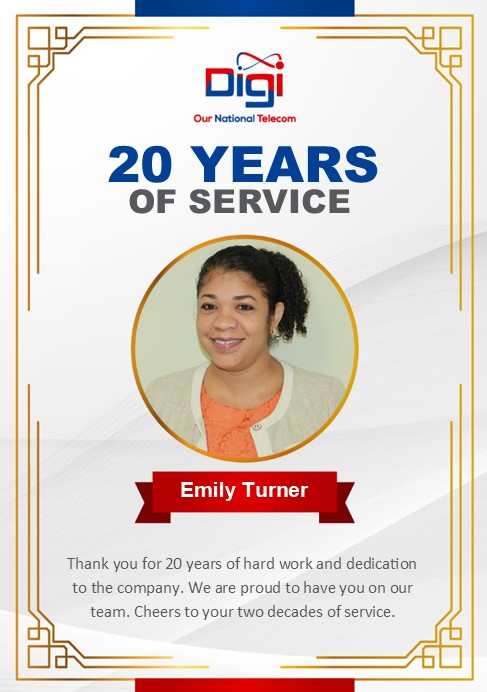 Digi
Our National Telecom
20 YEARS
OF SERVICE
Emily Turner
Thank you for 20 years of hard work and dedication
to the company. We are proud to have you on our
team. Cheers to your two decades of service.